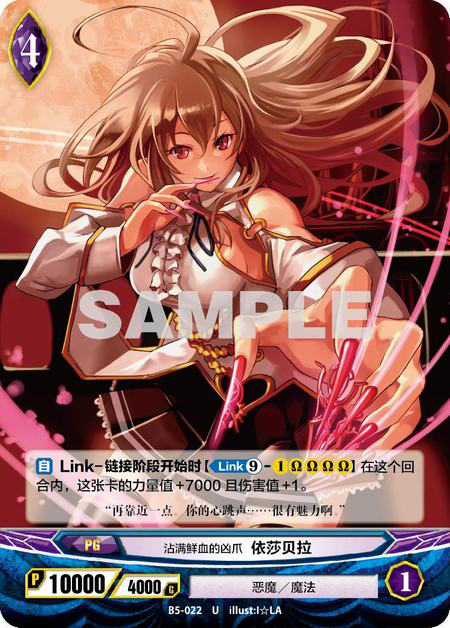 4
SAMPLE
自 Link-链接阶段开始时【Link 9 - 1 Ω Ω Ω Ω】在这个回
合内，这张卡的力量值+7000 且伤害值+1。
“再靠近一点 你的心跳声……很有魅力啊。”
PG 沾满鲜血的凶爪 依莎贝拉
P 10000 / 4000 G 恶魔／魔法 1
B5-022 U illust:I☆LA